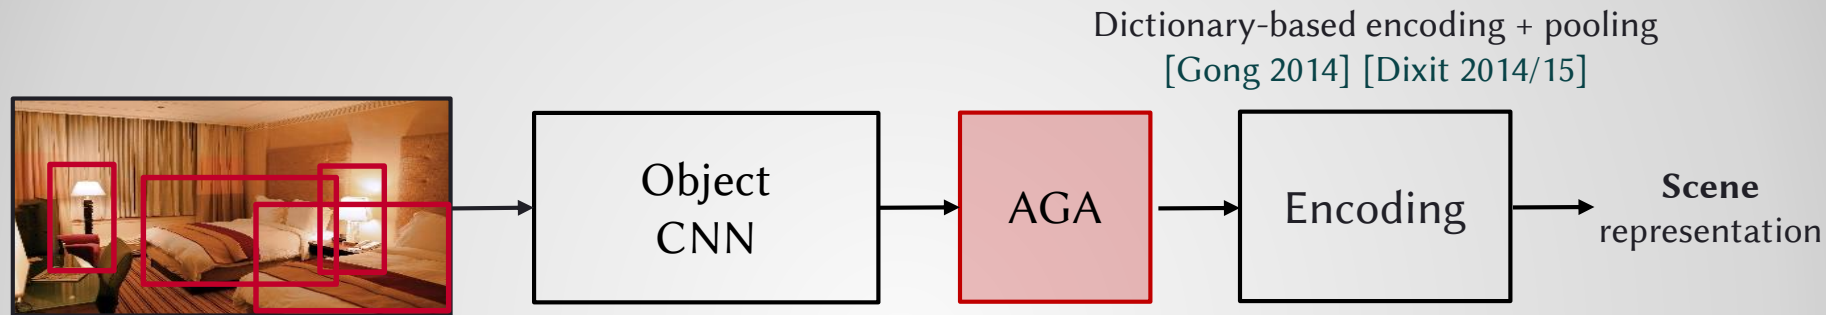 Dictionary-based encoding + pooling
[Gong 2014] [Dixit 2014/15]
Object
CNN
AGA
Encoding
Scene
representation